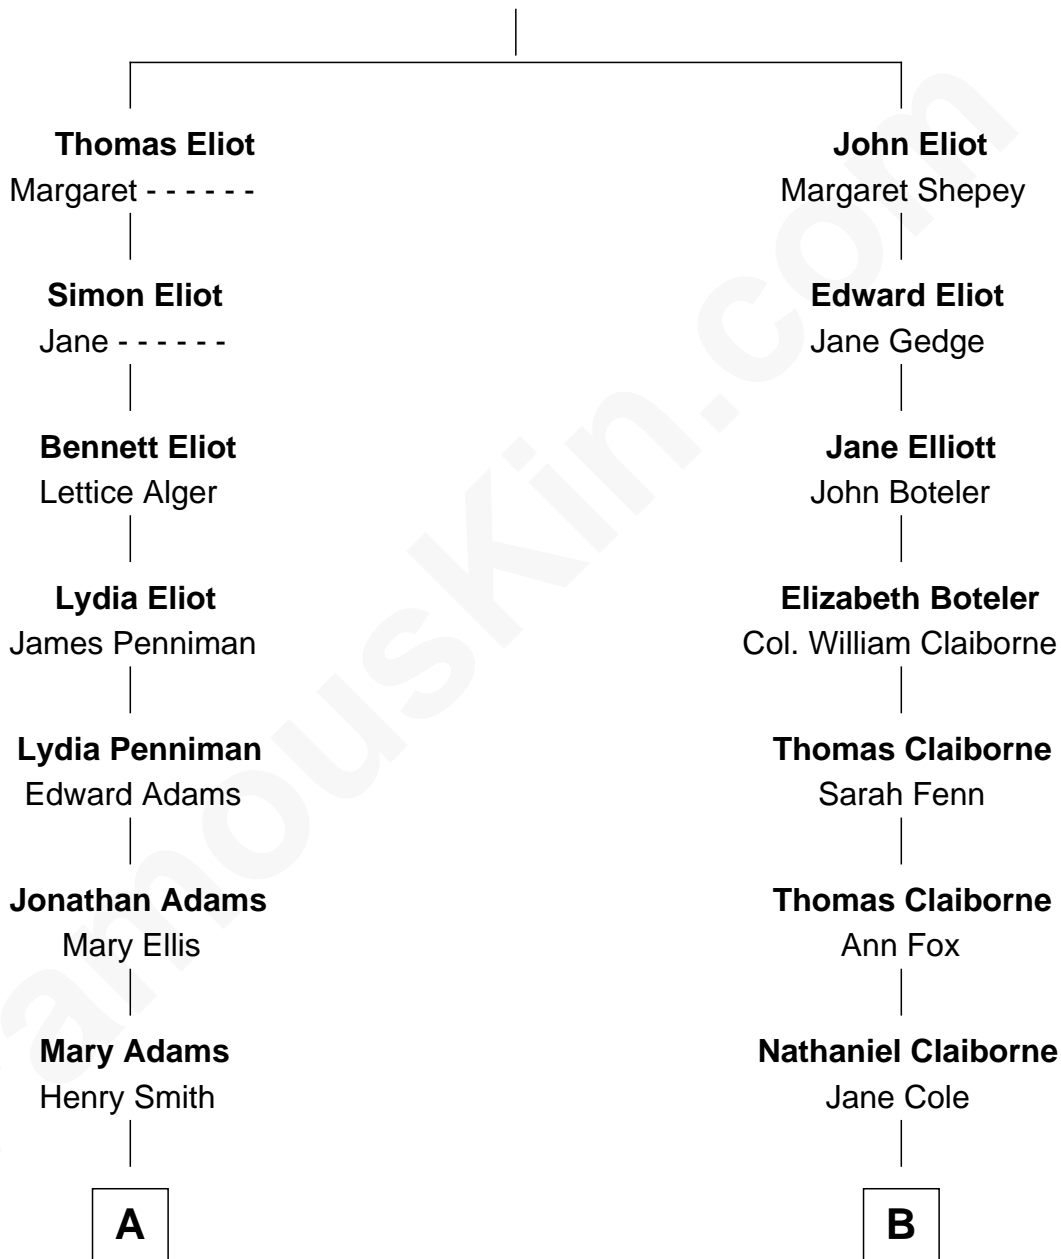 Thomas Eliot
Margaret - - - - - -
John Eliot
Margaret Shepey
Simon Eliot
Jane - - - - - -
Edward Eliot
Jane Gedge
Bennett Eliot
Lettice Alger
Jane Elliott
John Boteler
Lydia Eliot
James Penniman
Elizabeth Boteler
Col. William Claiborne
Lydia Penniman
Edward Adams
Thomas Claiborne
Sarah Fenn
Jonathan Adams
Mary Ellis
Thomas Claiborne
Ann Fox
Mary Adams
Henry Smith
Nathaniel Claiborne
Jane Cole
A
B
amousKin.com